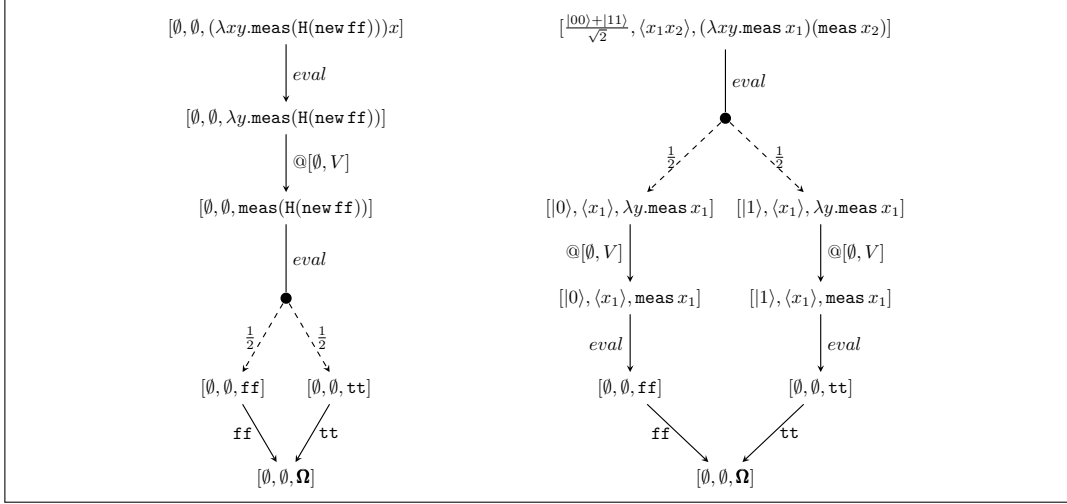 [∅, ∅, (λxy.meas(H(new ff)))x]
eval
[∅, ∅, λy.meas(H(new ff))]
@[∅, V]
[∅, ∅, meas(H(new ff))]
eval
1/2 1/2
[∅, ∅, ff] [∅, ∅, tt]
ff tt
[∅, ∅, Ω]
[|00⟩+|11⟩/√2, ⟨x₁x₂⟩, (λxy.meas x₁)(meas x₂)]
eval
1/2 1/2
[|0⟩, ⟨x₁⟩, λy.meas x₁] [|1⟩, ⟨x₁⟩, λy.meas x₁]
@[∅, V] @[∅, V]
[|0⟩, ⟨x₁⟩, meas x₁] [|1⟩, ⟨x₁⟩, meas x₁]
eval eval
[∅, ∅, ff] [∅, ∅, tt]
ff tt
[∅, ∅, Ω]